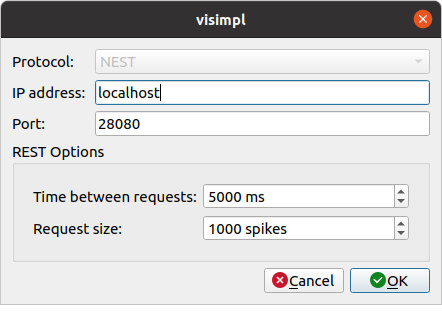 visimpl
Protocol: NEST
IP address: localhost
Port: 28080
REST Options
Time between requests: 5000 ms
Request size: 1000 spikes
Cancel OK